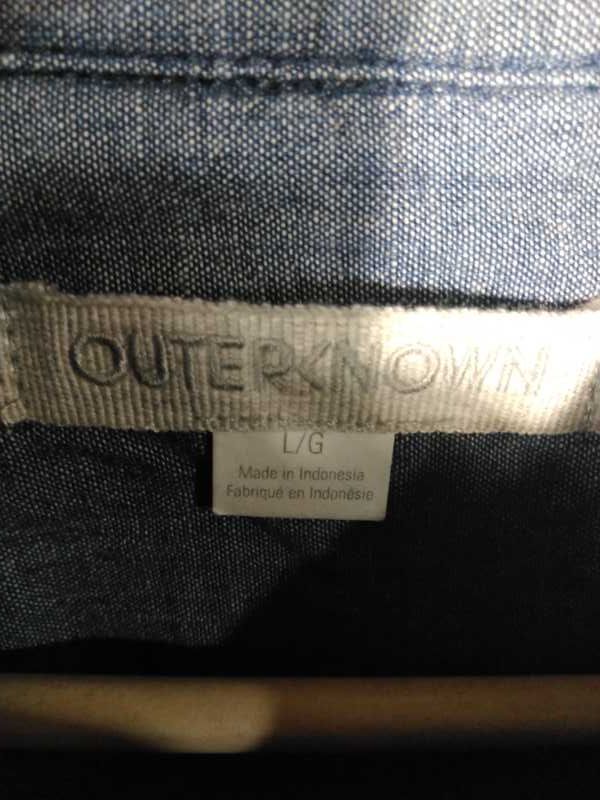 OUTERKNOWN
L/G
Made in Indonesia
Fabriqué en Indonésie